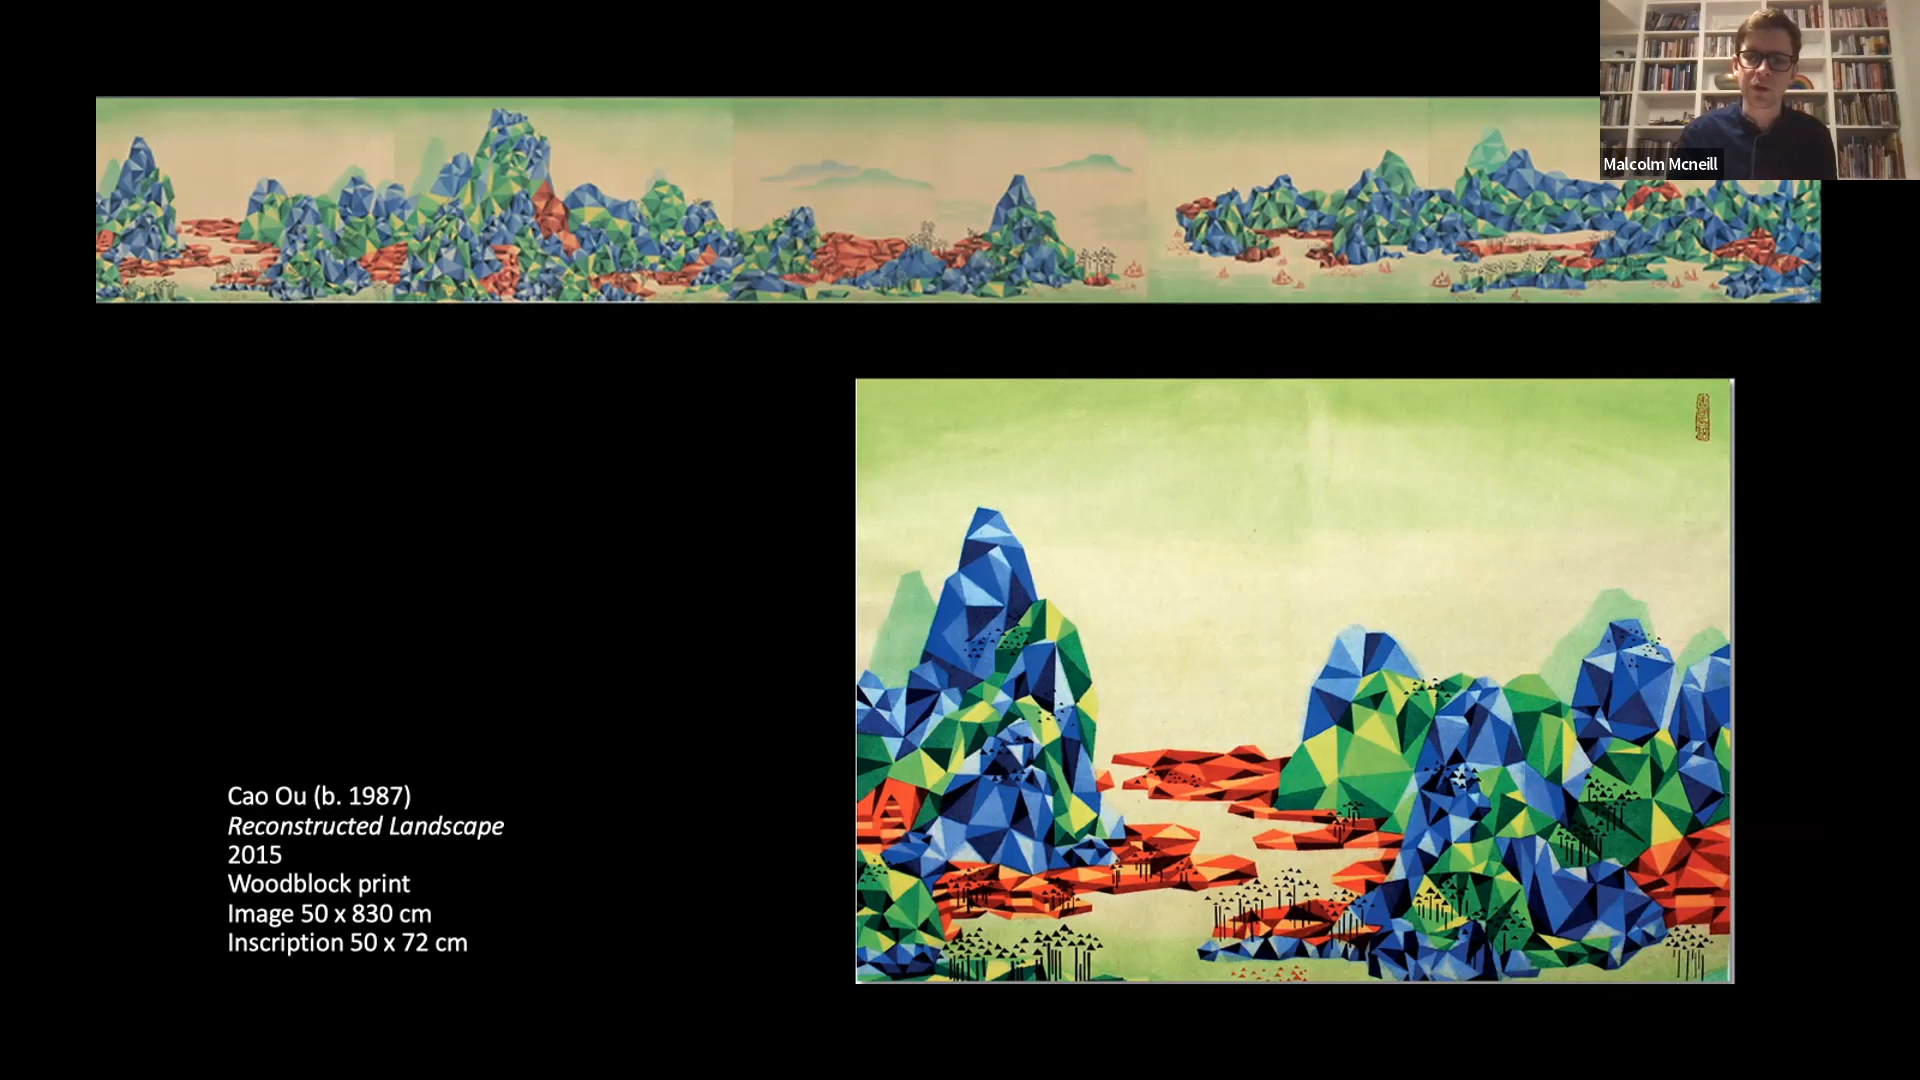 Malcolm Mcneill
Cao Ou (b. 1987)
Reconstructed Landscape
2015
Woodblock print
Image 50 x 830 cm
Inscription 50 x 72 cm